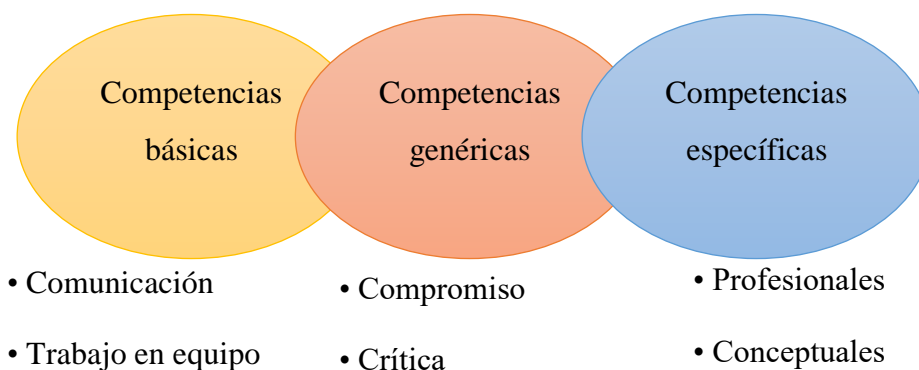 Competencias
básicas
Competencias
genéricas
Competencias
específicas
• Comunicación
• Trabajo en equipo
• Compromiso
• Crítica
• Profesionales
• Conceptuales